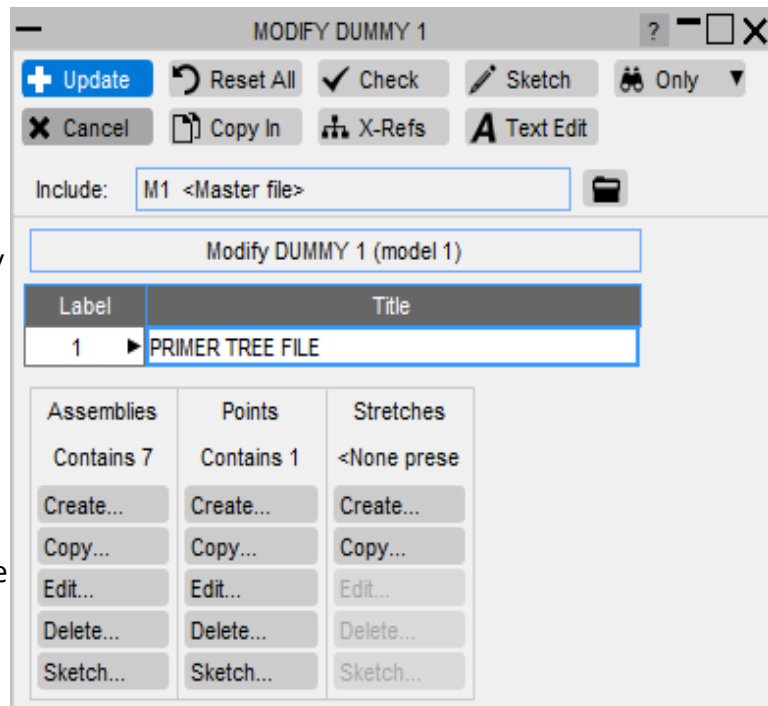 MODIFY DUMMY 1 ?
Update Reset All Check Sketch Only
Cancel Copy In X-Refs Text Edit
Include: M1 <Master file>
Modify DUMMY 1 (model 1)
Label Title
1 PRIMER TREE FILE
Assemblies Points Stretches
Contains 7 Contains 1 <None prese
Create... Create... Create...
Copy... Copy... Copy...
e
Edit... Edit... Edit...
Delete... Delete... Delete...
Sketch... Sketch... Sketch...